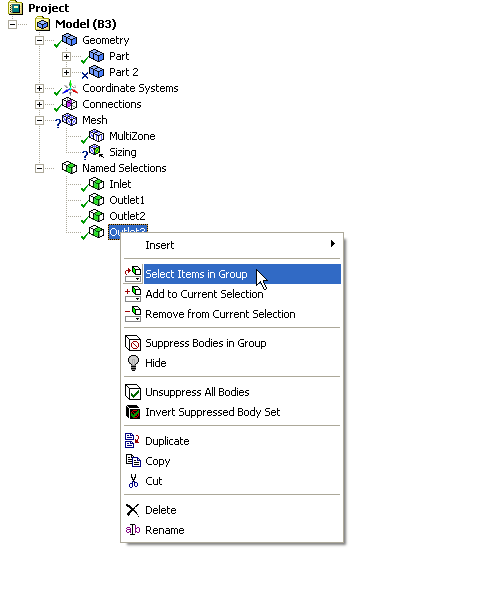 Project
Model (B3)
Geometry
Part
Part 2
Coordinate Systems
Connections
Mesh
MultiZone
Sizing
Named Selections
Inlet
Outlet1
Outlet2
Insert
Select Items in Group
Add to Current Selection
Remove from Current Selection
Suppress Bodies in Group
Hide
Unsuppress All Bodies
Invert Suppressed Body Set
Duplicate
Copy
Cut
Delete
Rename